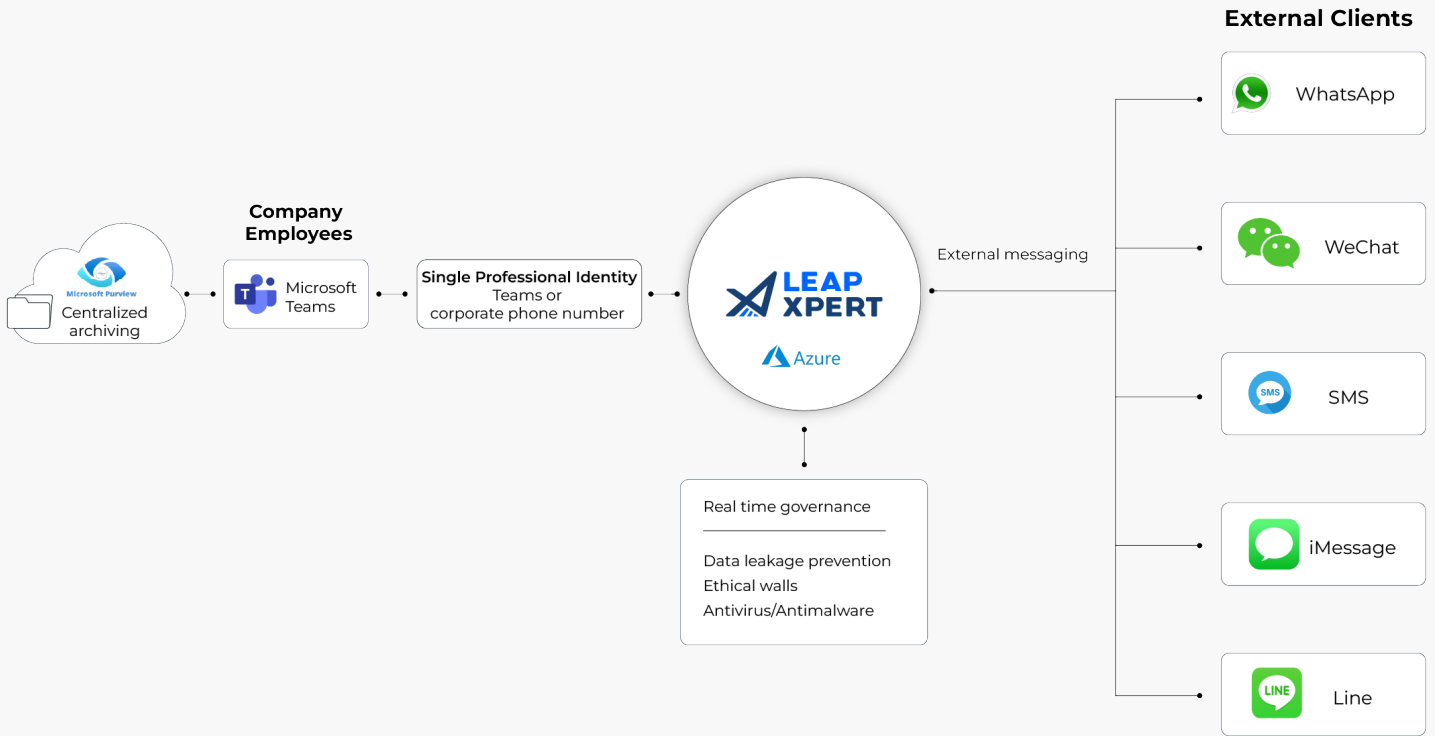 External Clients
WhatsApp
WeChat
SMS
SMS
iMessage
LINE
Line
Company
Employees
Microsoft Purview
Centralized
archiving
T
Microsoft
Teams
Single Professional Identity
Teams or
corporate phone number
LEAP
XPERT
Azure
External messaging
Real time governance
Data leakage prevention
Ethical walls
Antivirus/Antimalware